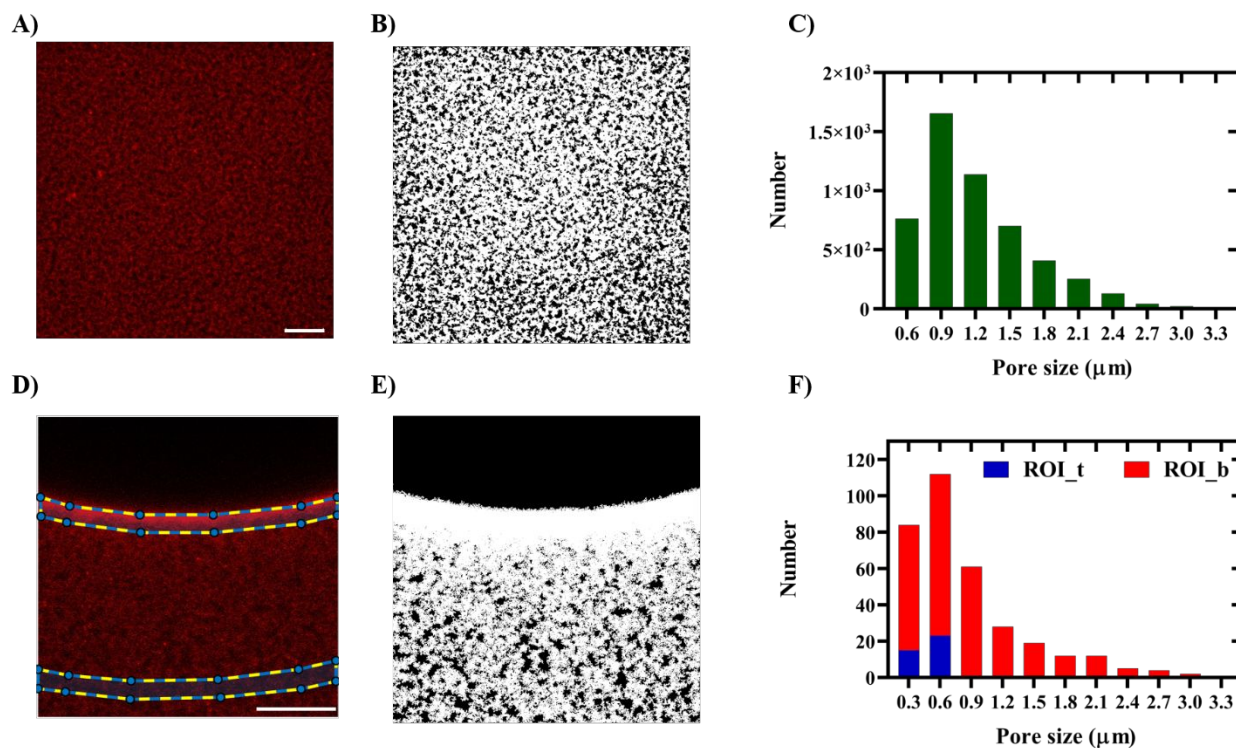 A)
B)
C)
2×10³
1.5×10³
1×10³
5×10²
0
Number
0.6 0.9 1.2 1.5 1.8 2.1 2.4 2.7 3.0 3.3
Pore size (μm)
D)
E)
F)
ROI_t ROI_b
120
100
80
60
40
20
0
Number
0.3 0.6 0.9 1.2 1.5 1.8 2.1 2.4 2.7 3.0 3.3
Pore size (μm)